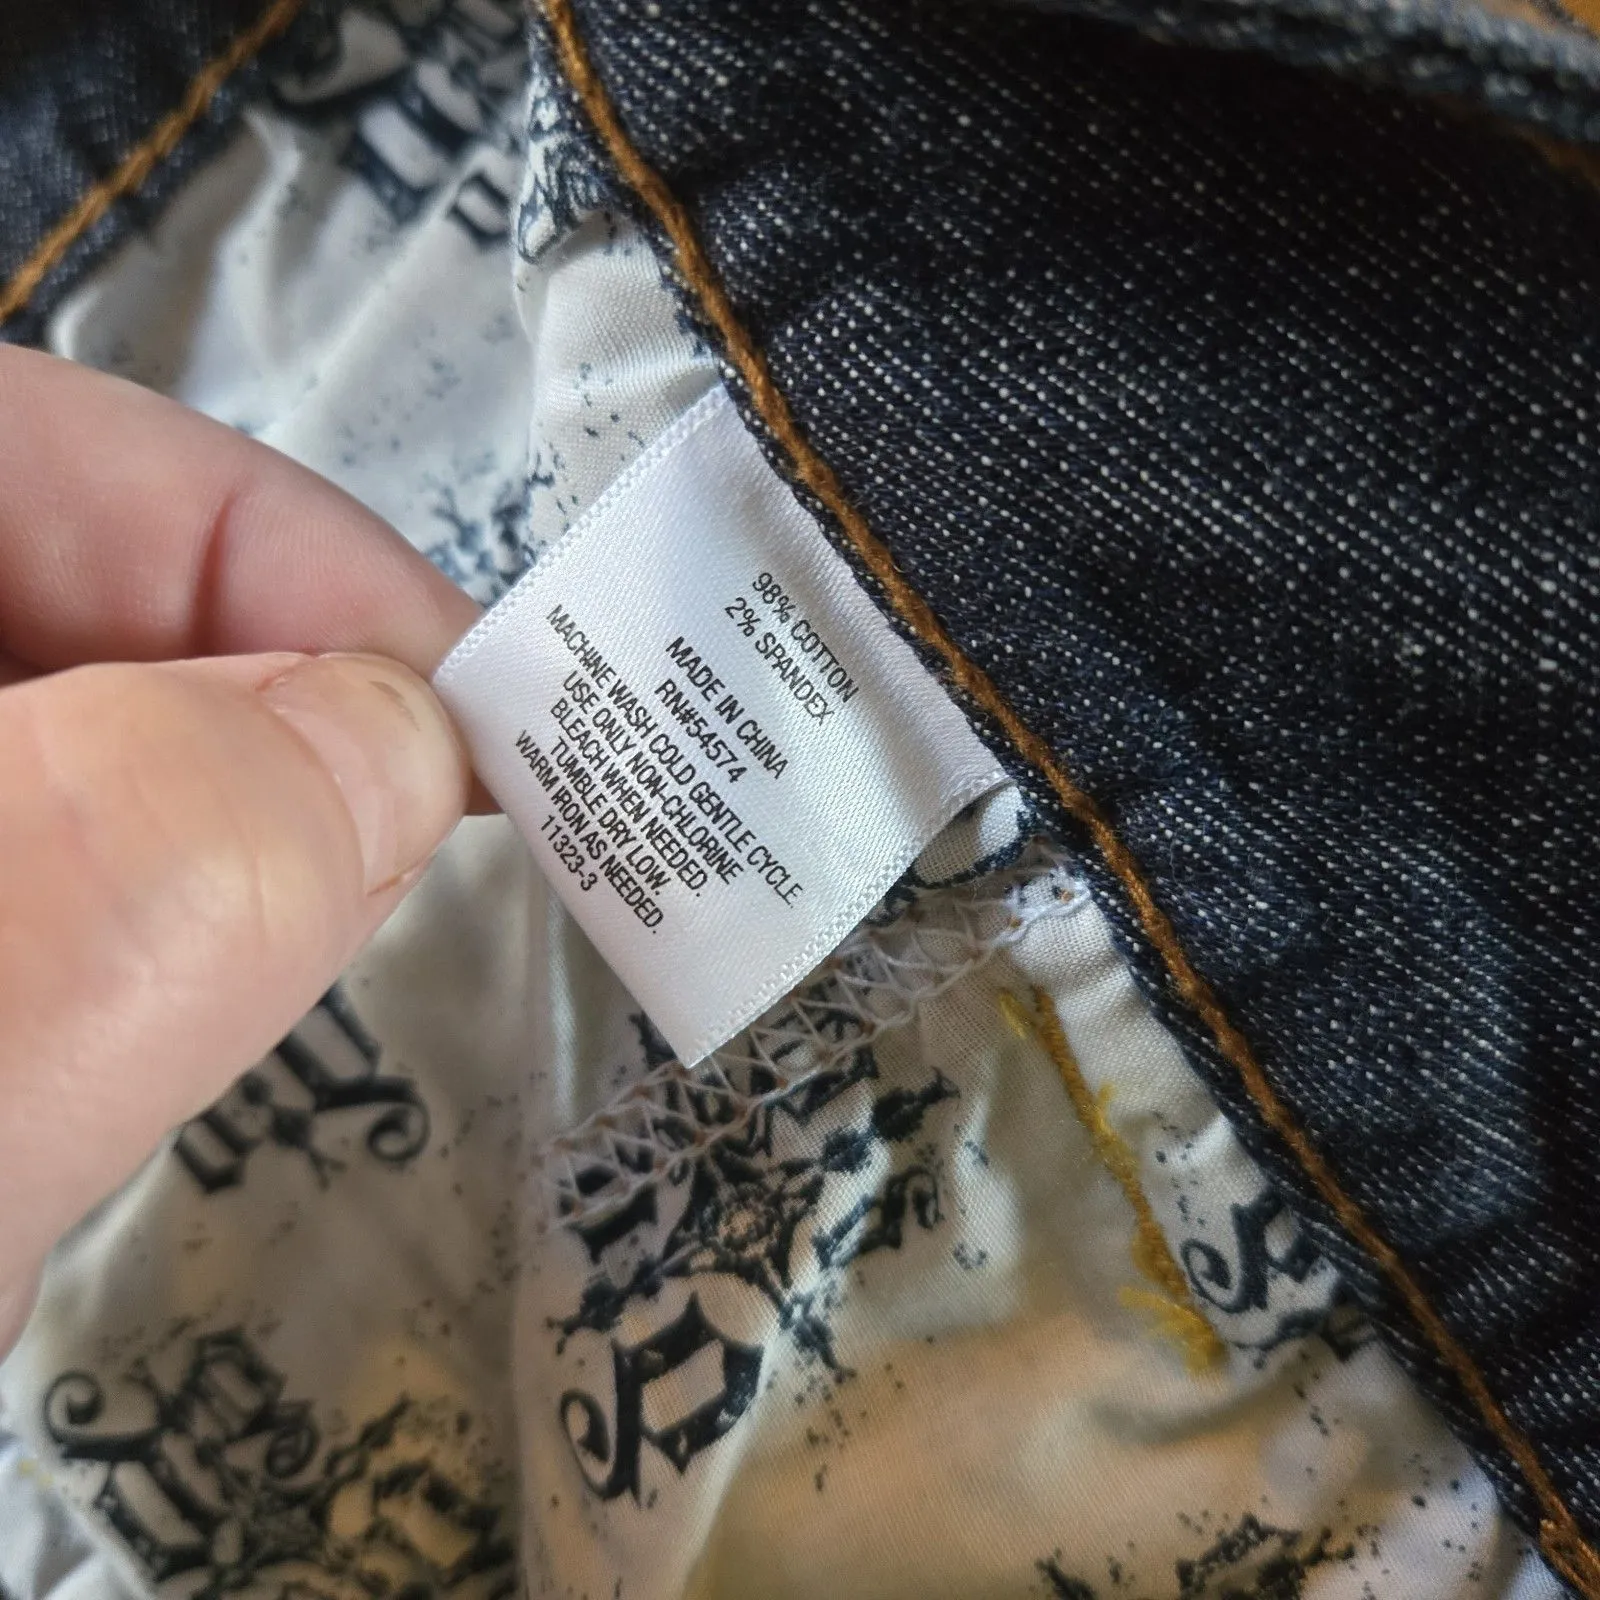 98% COTTON
2% SPANDEX
MADE IN CHINA
RN#54574
MACHINE WASH COLD GENTLE CYCLE.
USE ONLY NON-CHLORINE
BLEACH WHEN NEEDED.
TUMBLE DRY LOW.
WARM IRON AS NEEDED.
11323-3